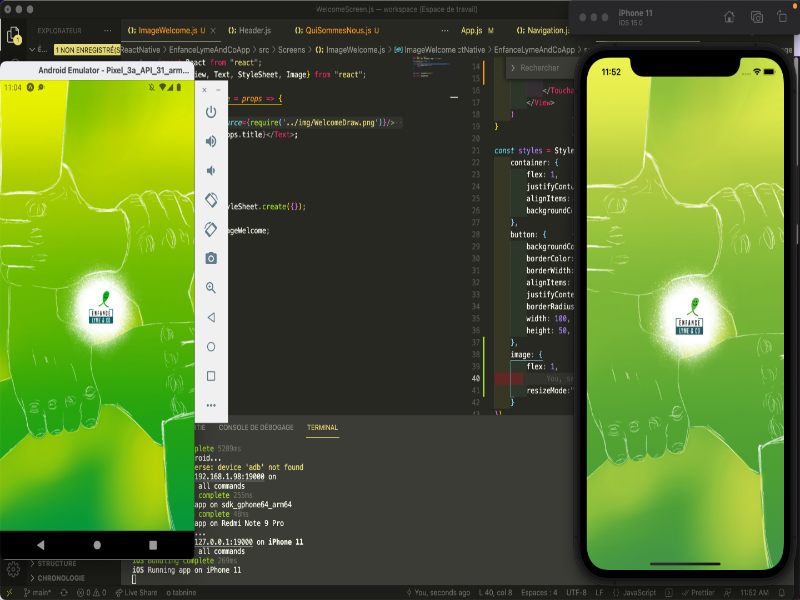 WelcomeScreen.js — workspace (Espace de travail)
EXPLORATEUR
ImageWelcome.js U
Header.js
QuiSommesNous.js U
App.js M
Navigation.j
1 NON ENREGISTRÉ(S)
ReactNative > EnfanceLymeAndCoApp > src > Screens > ImageWelcome.js
ctNative > EnfanceLymeAndCoApp
React from "react";
iew, Text, StyleSheet, Image} from "react";
= props => {
urce={require('../img/WelcomeDraw.png')}/>
ops.title}</Text>;
yleSheet.create({});
mageWelcome;
14
15
16 </Toucha
17 </View>
18 )
19 }
20
21 const styles = Style
22 container: {
23 flex: 1,
24 justifyContu
25 alignItems:
26 backgroundC
27 },
28 button: {
29 backgroundCo
30 borderColor:
31 borderWidth:
32 alignItems:
33 justifyConte
34 borderRadius
35 width: 100,
36 height: 50,
37 },
38 image: {
39 flex: 1,
40 You, se
41 resizeMode:"
42 }
43 })
Rechercher
Android Emulator - Pixel_3a_API_31_arm...
11:04
ENFANCE
LYME & CO
iPhone 11
iOS 15.0
11:52
ENFANCE
LYME & CO
TIE
CONSOLE DE DÉBOGAGE
TERMINAL
plete 5289ms
roid...
erse: device 'adb' not found
192.168.1.98:19000 on
all commands
complete 255ms
app on sdk_gphone64_arm64
complete 48ms
app on Redmi Note 9 Pro
...
127.0.0.1:19000 on iPhone 11
all commands
iOS Bundling complete 269ms
iOS Running app on iPhone 11
STRUCTURE
CHRONOLOGIE
main*
0
0
Live Share
tabnine
You, seconds ago
L 40, col 8
Espaces : 4
UTF-8
LF
JavaScript
Prettier
11:52 AM